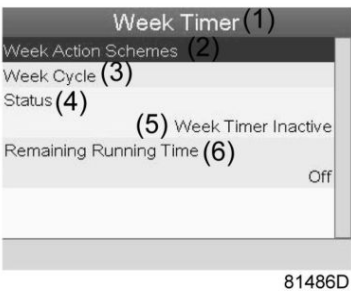 Week Timer (1)
Week Action Schemes (2)
Week Cycle (3)
Status (4)
(5) Week Timer Inactive
Remaining Running Time (6)
Off
81486D